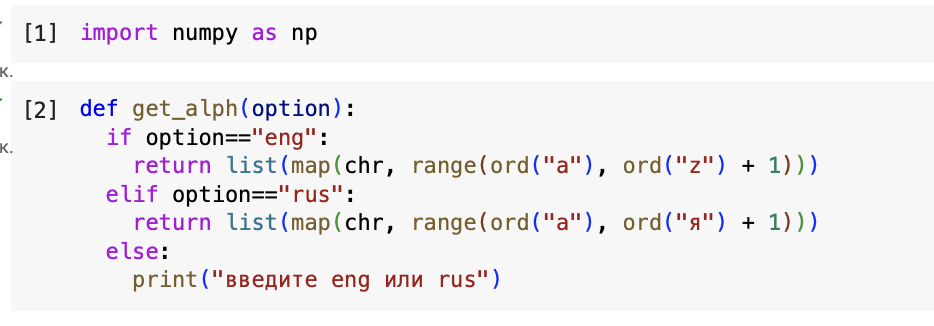 [1] import numpy as np
к.
[2] def get_alph(option):
if option=="eng":
к.
return list(map(chr, range(ord("a"), ord("z") + 1)))
elif option=="rus":
return list(map(chr, range(ord("а"), ord("я") + 1)))
else:
print("введите eng или rus")